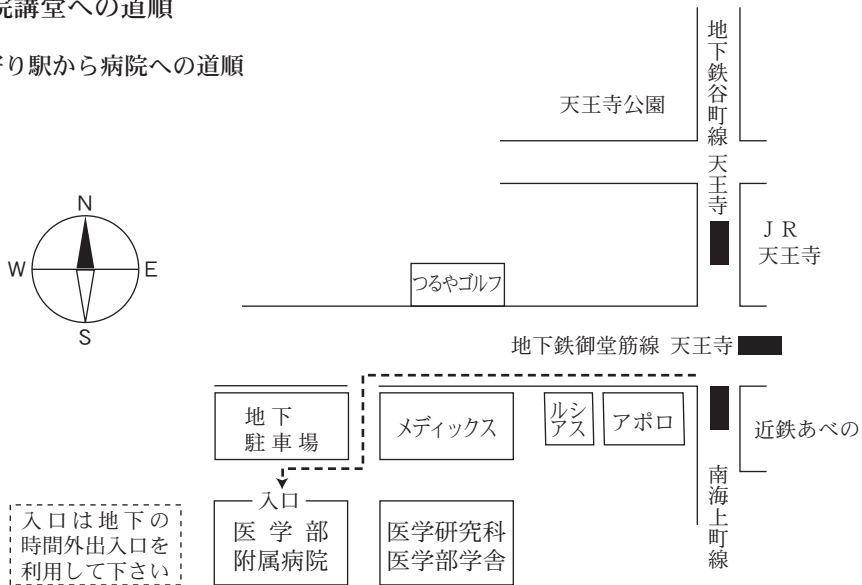 院講堂への道順
寄り駅から病院への道順
天王寺公園
地下鉄谷町線 天王寺
N
W
E
S
つるやゴルフ
ＪＲ
天王寺
地下鉄御堂筋線 天王寺
地下
駐車場
メディックス
ルシ
アス
アポロ
近鉄あべの
南海上町線
入口
医学部
附属病院
医学研究科
医学部学舎
入口は地下の
時間外出入口を
利用して下さい